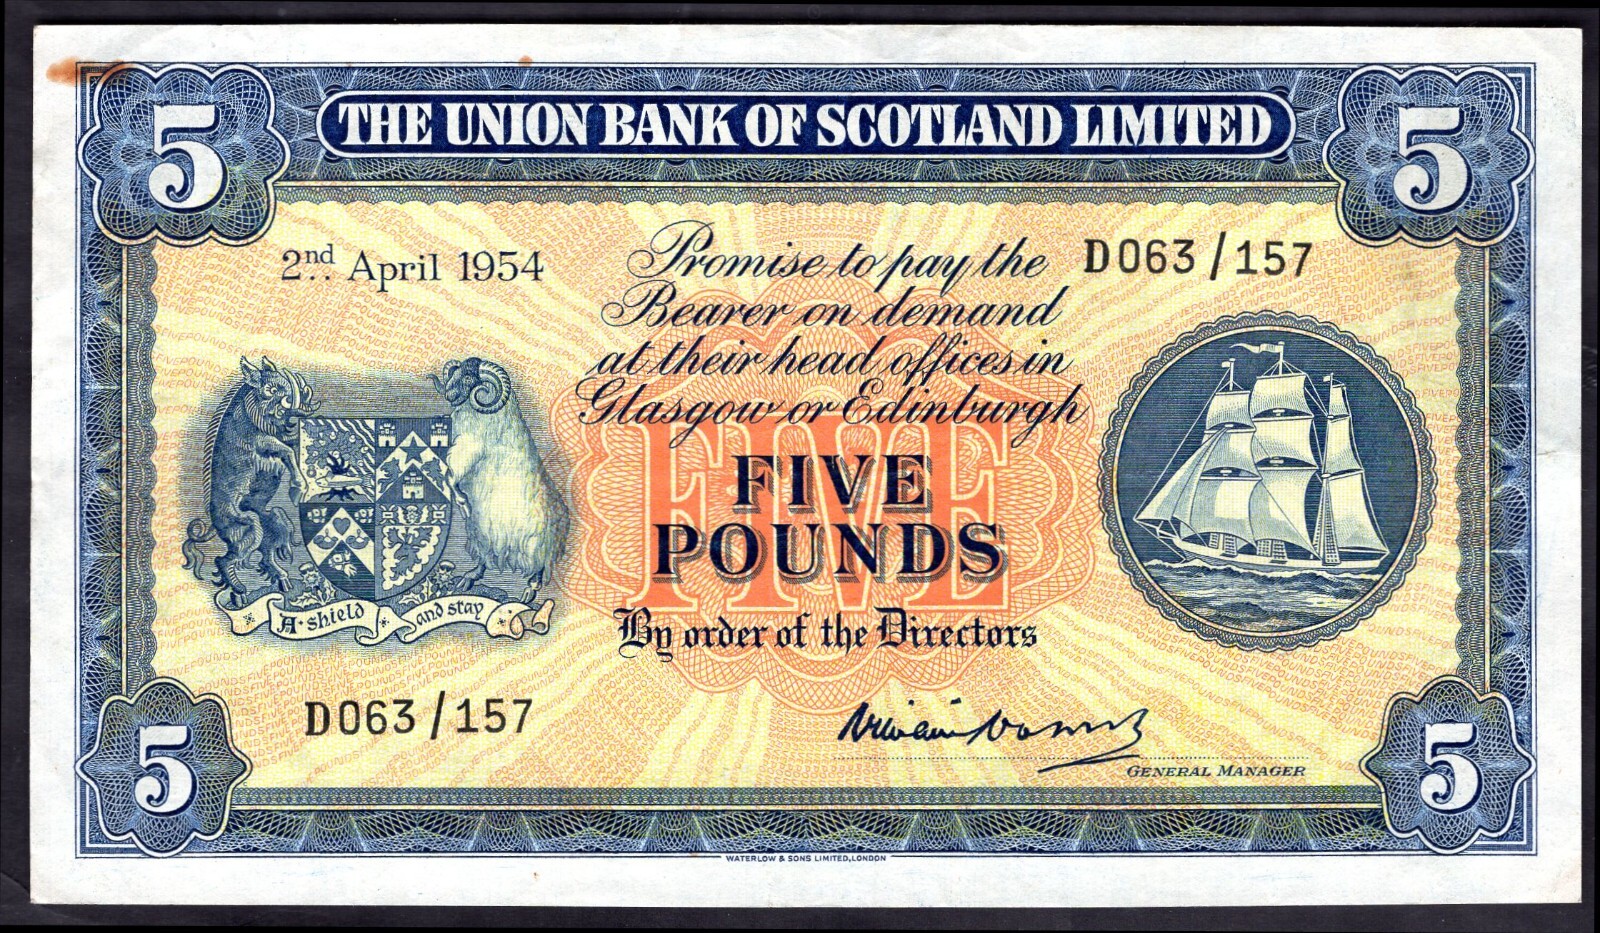 5 THE UNION BANK OF SCOTLAND LIMITED 5
2nd April 1954
Promise to pay the
D063/157
Bearer on demand
at their head offices in
Glasgow or Edinburgh
FIVE
FIVE
POUNDS
A·shield and stay
By order of the Directors
D063/157
GENERAL MANAGER
5 5
WATERLOW & SONS LIMITED, LONDON